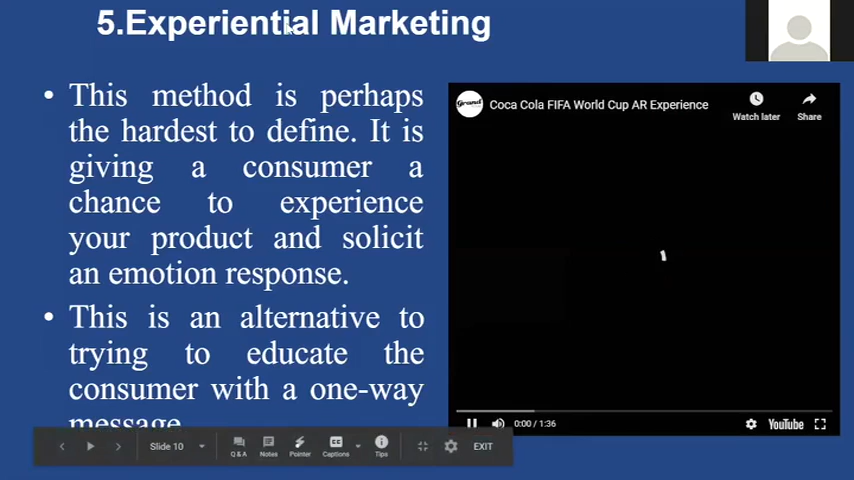 5.Experiential Marketing
• This method is perhaps
the hardest to define. It is
giving a consumer a
chance to experience
your product and solicit
an emotion response.
• This is an alternative to
trying to educate the
consumer with a one-way
message
Grand
Coca Cola FIFA World Cup AR Experience
Watch later
Share
0:00 / 1:36
YouTube
Slide 10
Q & A
Notes
Pointer
CC
Captions
Tips
EXIT